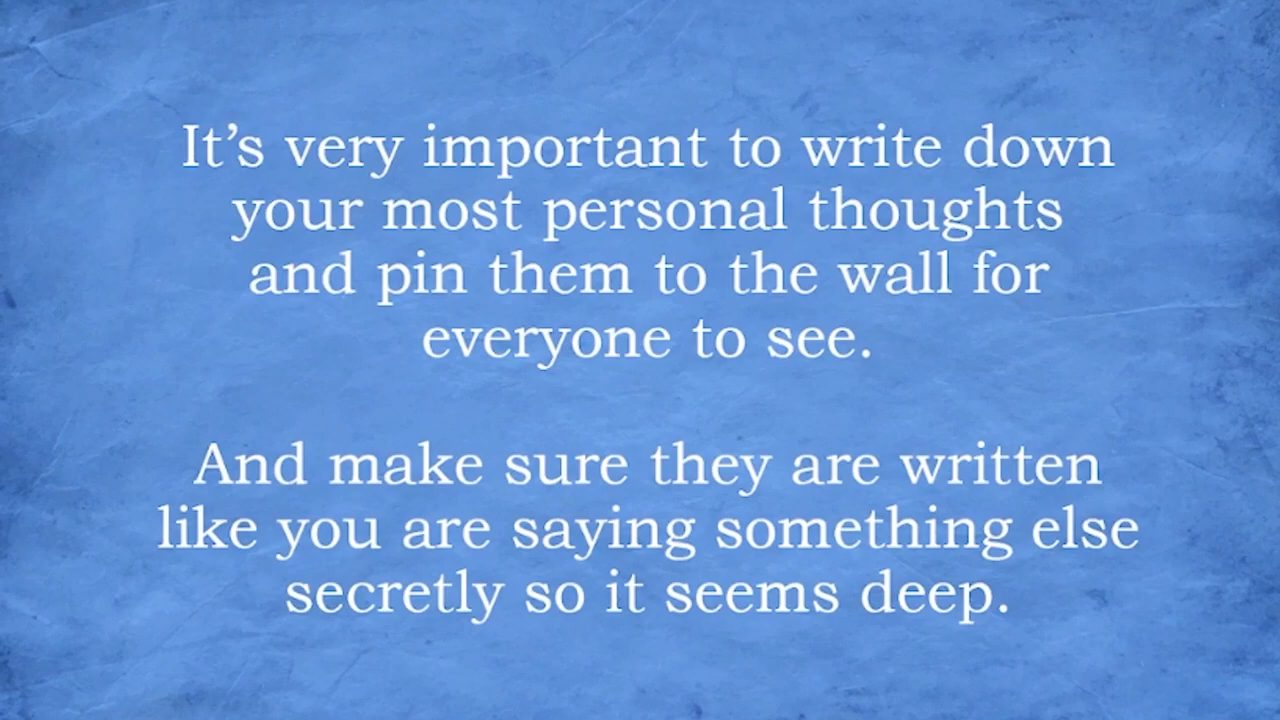 It’s very important to write down
your most personal thoughts
and pin them to the wall for
everyone to see.
And make sure they are written
like you are saying something else
secretly so it seems deep.